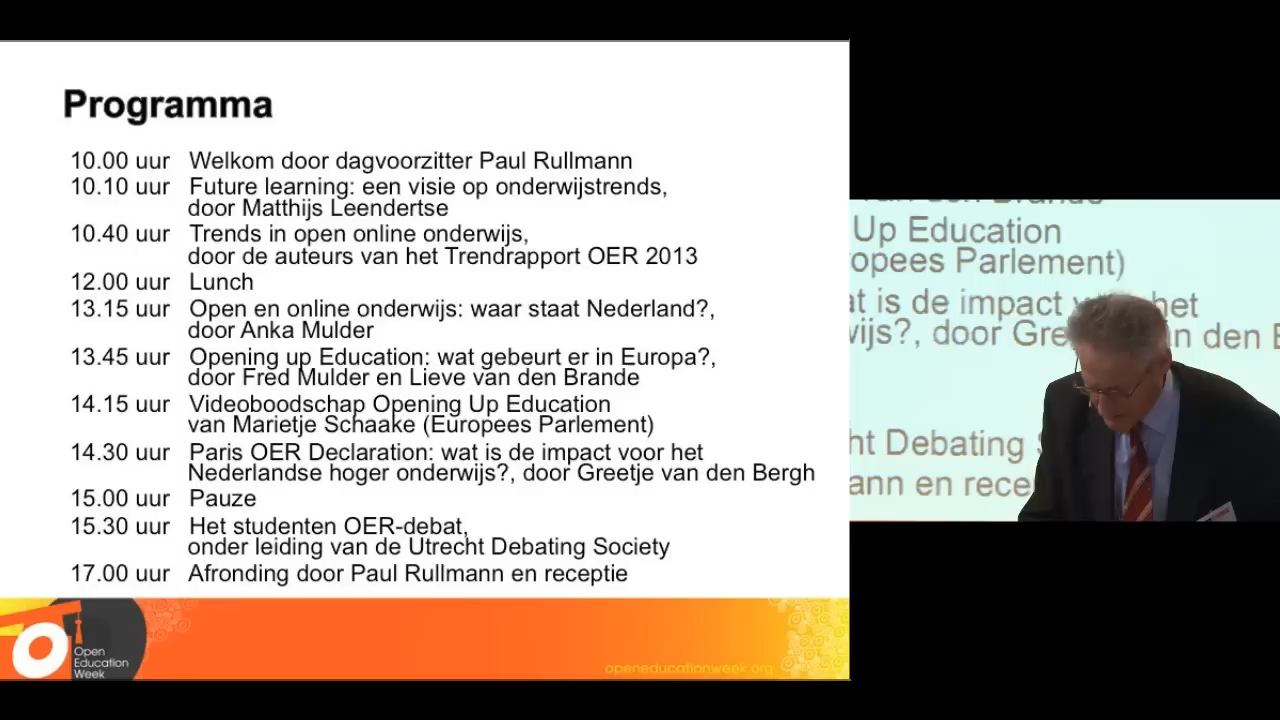 Programma
10.00 uur Welkom door dagvoorzitter Paul Rullmann
10.10 uur Future learning: een visie op onderwijstrends,
door Matthijs Leendertse
10.40 uur Trends in open online onderwijs,
door de auteurs van het Trendrapport OER 2013
12.00 uur Lunch
13.15 uur Open en online onderwijs: waar staat Nederland?,
door Anka Mulder
13.45 uur Opening up Education: wat gebeurt er in Europa?,
door Fred Mulder en Lieve van den Brande
14.15 uur Videoboodschap Opening Up Education
van Marietje Schaake (Europees Parlement)
14.30 uur Paris OER Declaration: wat is de impact voor het
Nederlandse hoger onderwijs?, door Greetje van den Bergh
15.00 uur Pauze
15.30 uur Het studenten OER-debat,
onder leiding van de Utrecht Debating Society
17.00 uur Afronding door Paul Rullmann en receptie
Open
Education
Week
openeducationweek.org
den Brande
Up Education
opees Parlement)
at is de impact het
wijs?, door Gre n den B
ht Debating
ann en rece